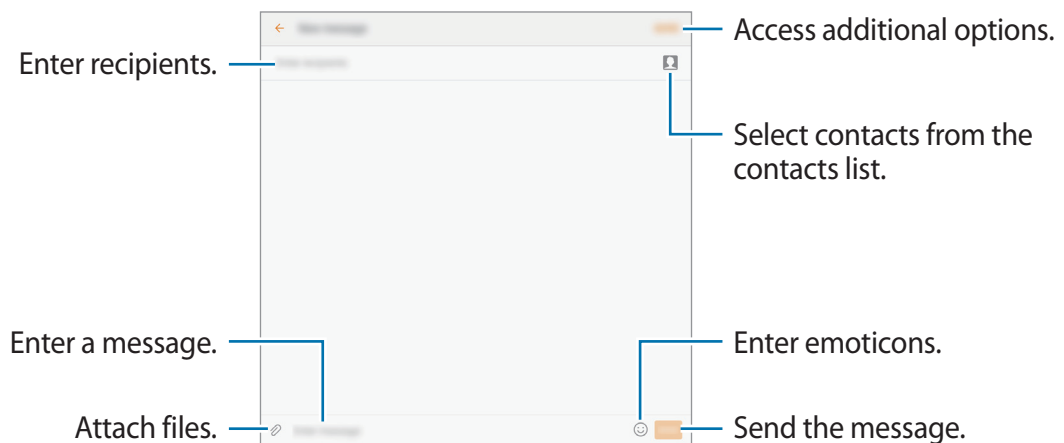 Access additional options.
Enter recipients.
Select contacts from the
contacts list.
Enter a message.
Enter emoticons.
Attach files.
Send the message.